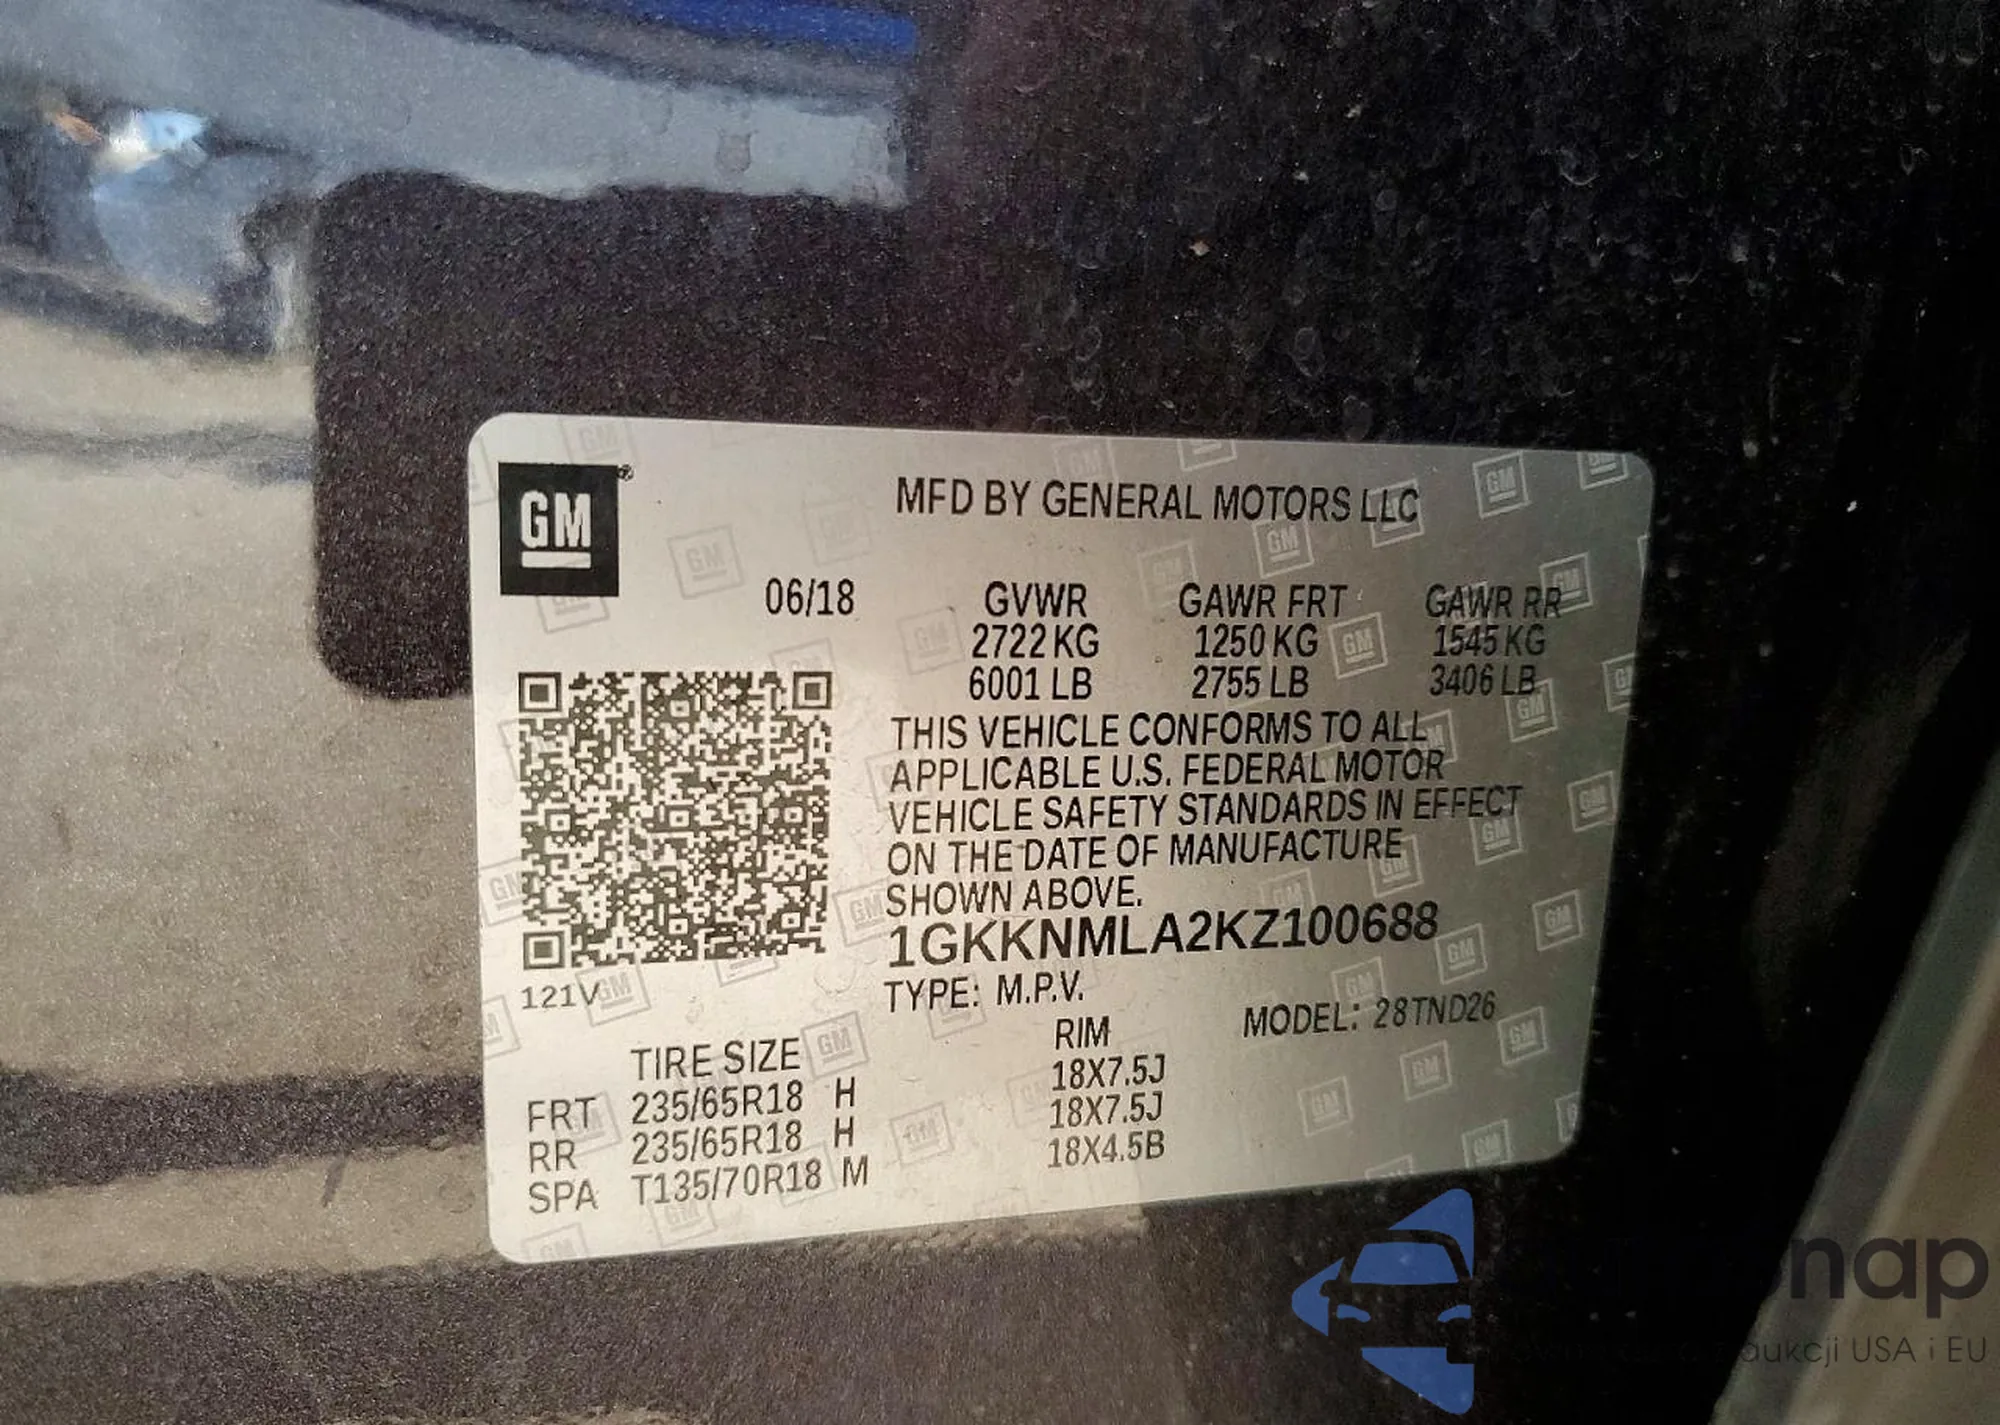 GM
MFD BY GENERAL MOTORS LLC
06/18
GVWR GAWR FRT GAWR RR
2722 KG 1250 KG 1545 KG
6001 LB 2755 LB 3406 LB
THIS VEHICLE CONFORMS TO ALL
APPLICABLE U.S. FEDERAL MOTOR
VEHICLE SAFETY STANDARDS IN EFFECT
ON THE DATE OF MANUFACTURE
SHOWN ABOVE.
1GKKNMLA2KZ100688
121V
TYPE: M.P.V.
MODEL: 28TND26
TIRE SIZE RIM
FRT 235/65R18 H 18X7.5J
RR 235/65R18 H 18X7.5J
SPA T135/70R18 M 18X4.5B
aukcji USA i EU